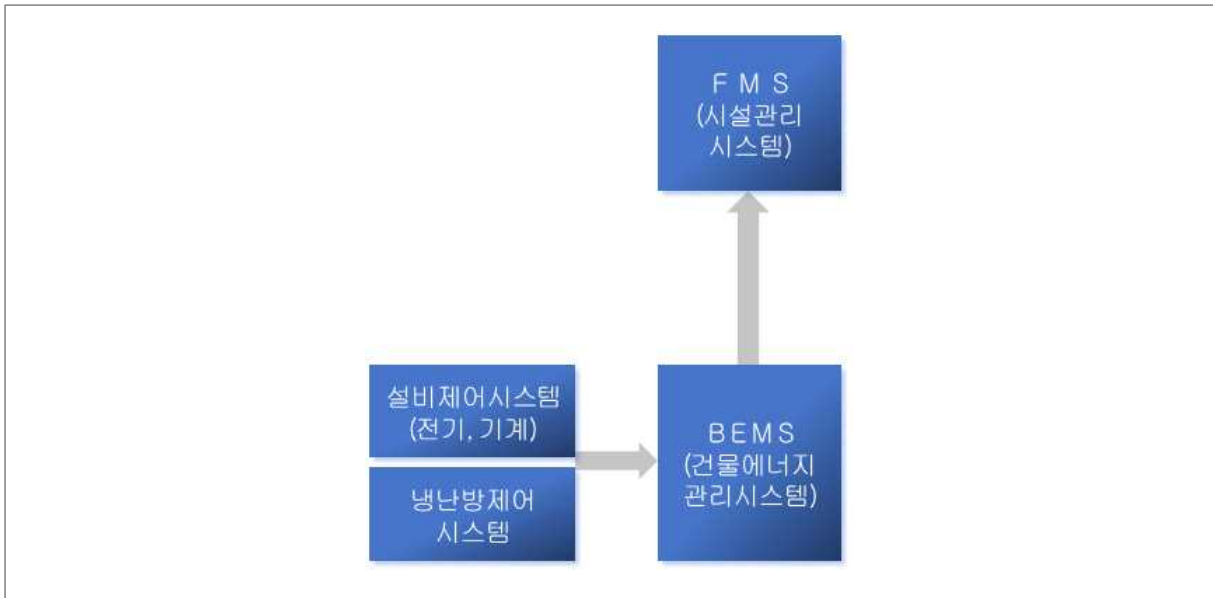 F M S
(시설관리
시스템)
설비제어시스템
(전기, 기계)
냉난방제어
시스템
BEMS
(건물에너지
관리시스템)